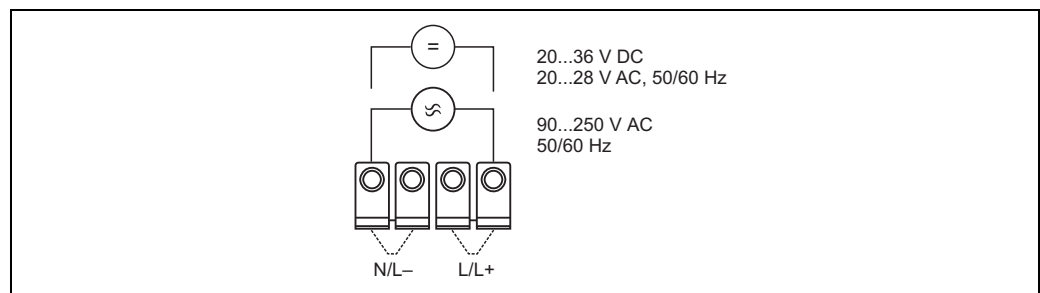 =
20...36 V DC
20...28 V AC, 50/60 Hz
90...250 V AC
50/60 Hz
N/L– L/L+